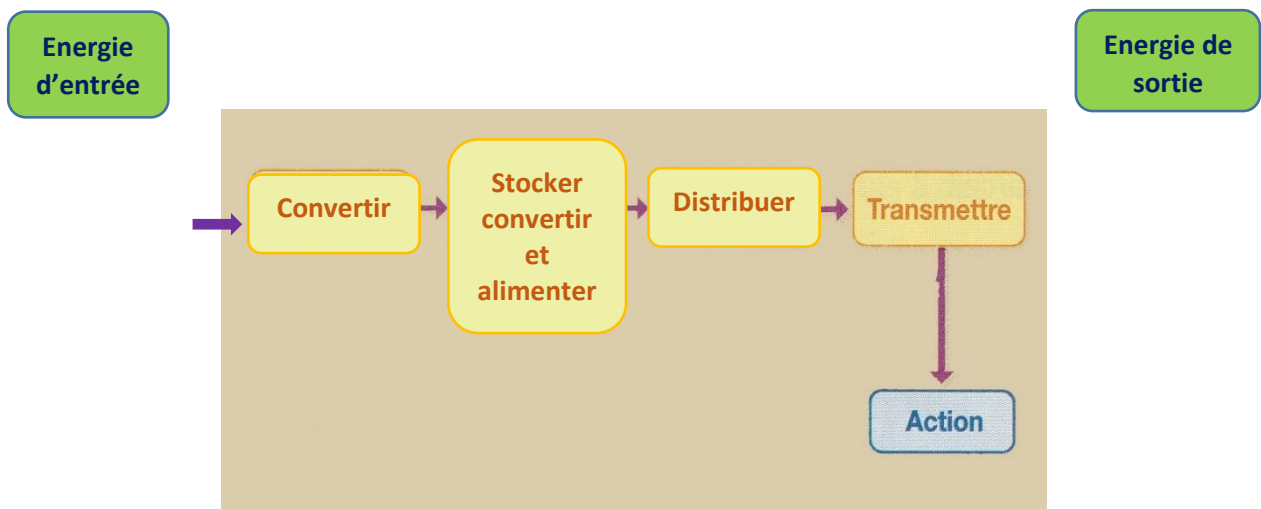 Energie
d’entrée
Energie de
sortie
Convertir
Stocker
convertir
et
alimenter
Distribuer
Transmettre
Action